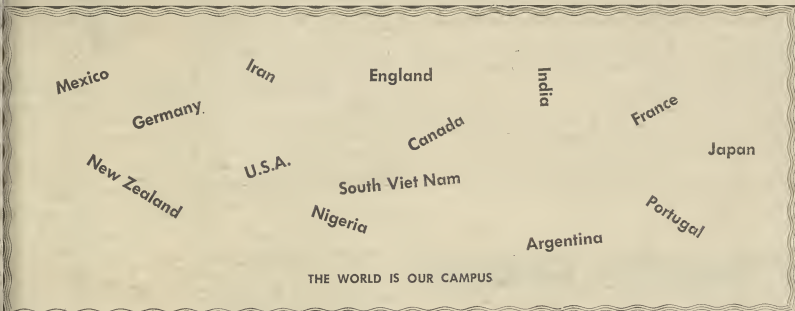 Mexico
Iran
England
India
France
Germany
Canada
Japan
New Zealand
U.S.A.
South Viet Nam
Nigeria
Portugal
Argentina
THE WORLD IS OUR CAMPUS